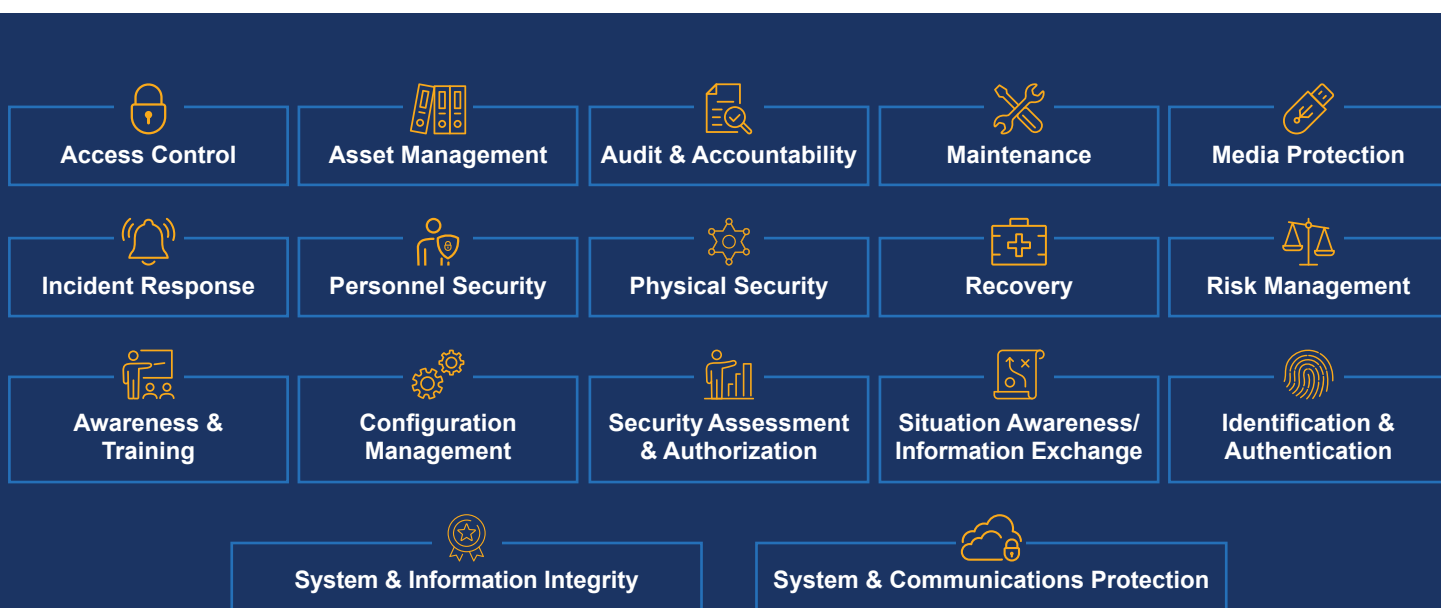 Access Control
Asset Management
Audit & Accountability
Maintenance
Media Protection
Incident Response
Personnel Security
Physical Security
Recovery
Risk Management
Awareness &
Training
Configuration
Management
Security Assessment
& Authorization
Situation Awareness/
Information Exchange
Identification &
Authentication
System & Information Integrity
System & Communications Protection